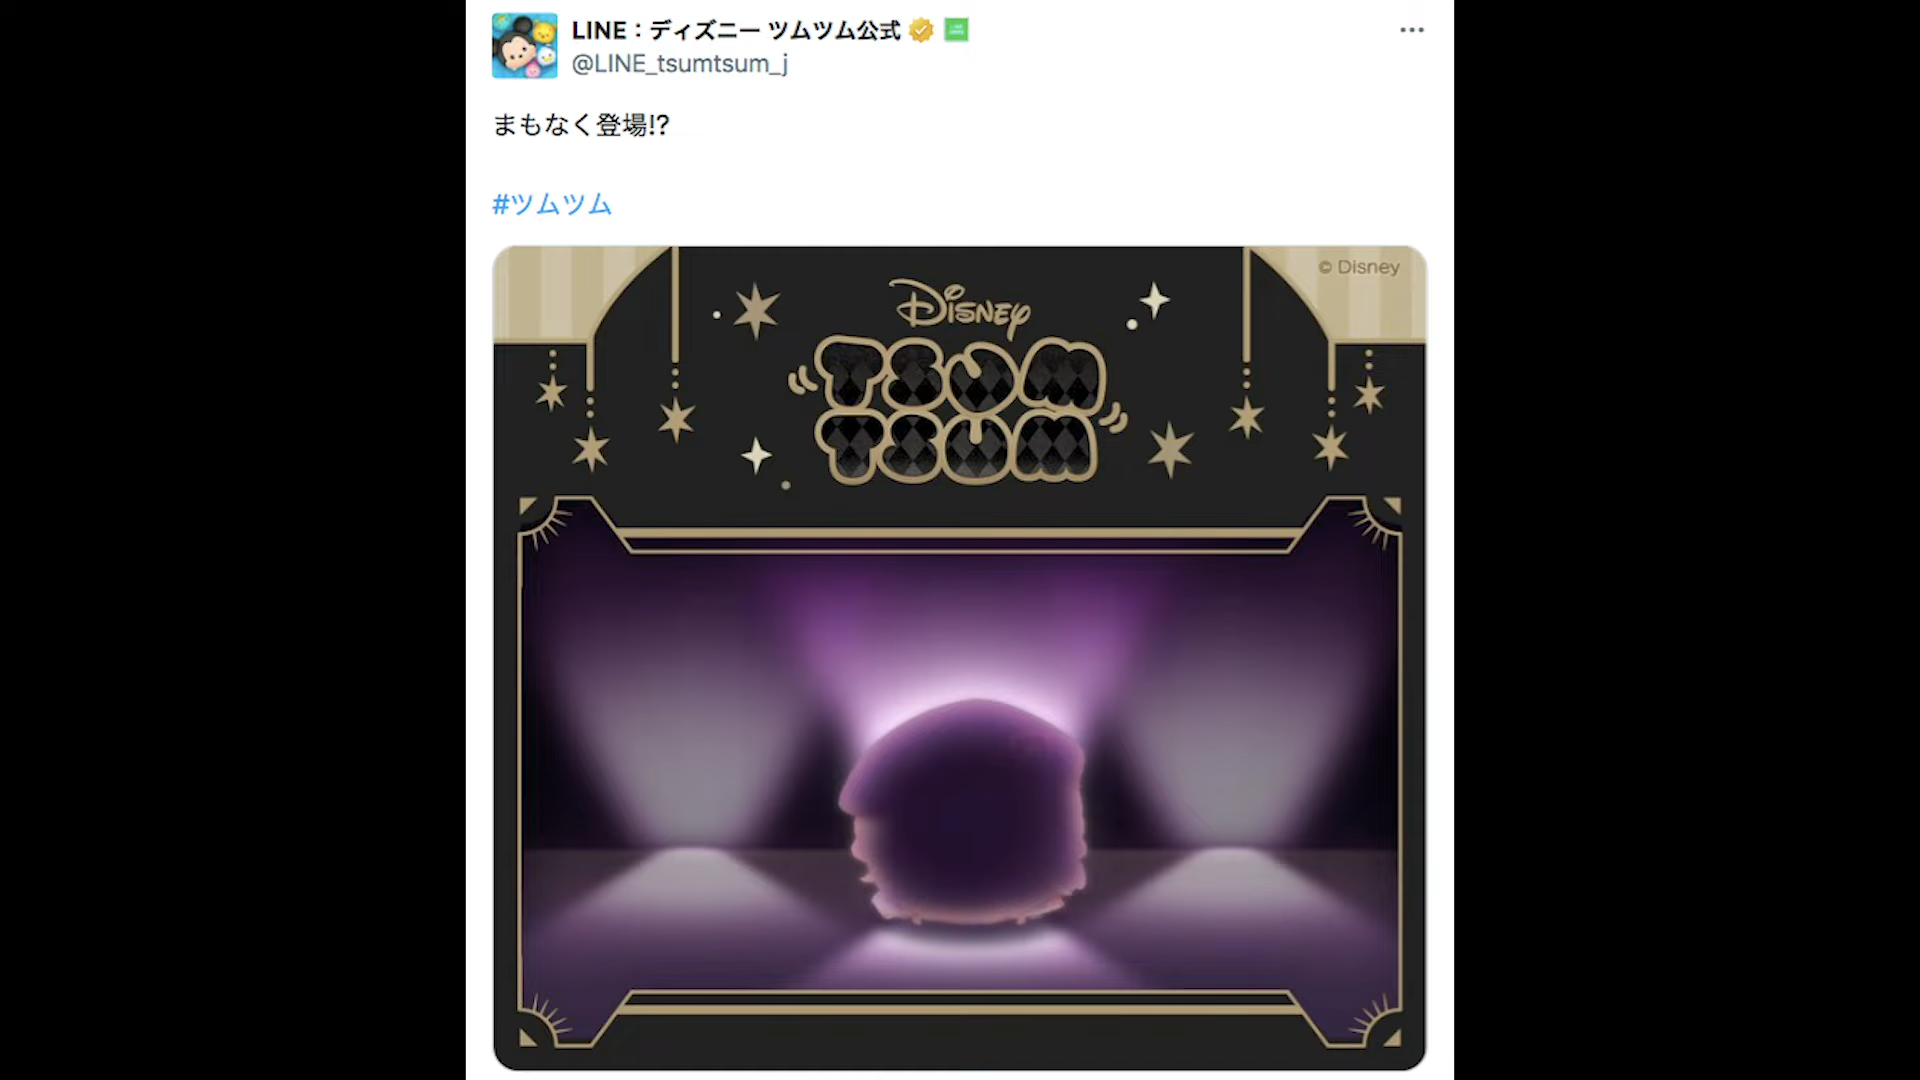 LINE：ディズニー ツムツム公式
@LINE_tsumtsum_j
まもなく登場!?
#ツムツム
© Disney
Disney
TSUM
TSUM